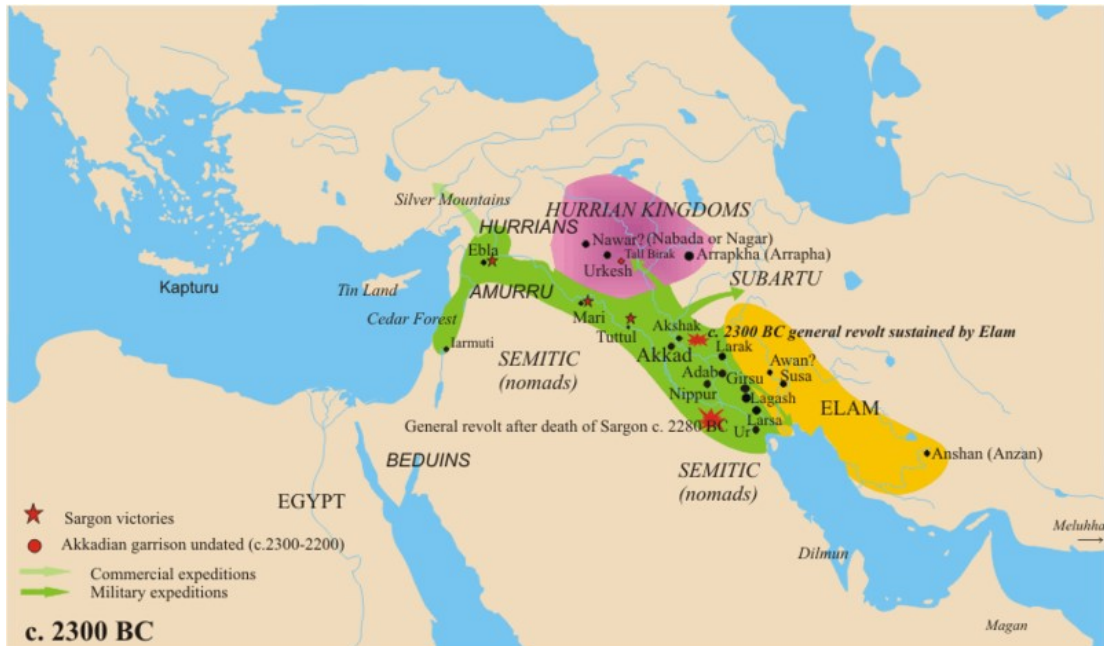 Silver Mountains
HURRIAN KINGDOMS
HURRIANS
Nawar? (Nabada or Nagar)
Ebla
Tall Birak
Arrapkha (Arrapha)
Urkesh
SUBARTU
Kapturu
Tin Land
AMURRU
Cedar Forest
Mari
Tuttul
Akshak
c. 2300 BC general revolt sustained by Elam
Iarmuti
Akkad
Larak
SEMITIC
(nomads)
Awan?
Adab
Girsu
Susa
Nippur
Lagash
ELAM
Larsa
General revolt after death of Sargon c. 2280 BC
Ur
Anshan (Anzan)
BEDUINS
SEMITIC
(nomads)
EGYPT
Sargon victories
Meluhha
Akkadian garrison undated (c.2300-2200)
Dilmun
Commercial expeditions
Military expeditions
c. 2300 BC
Magan